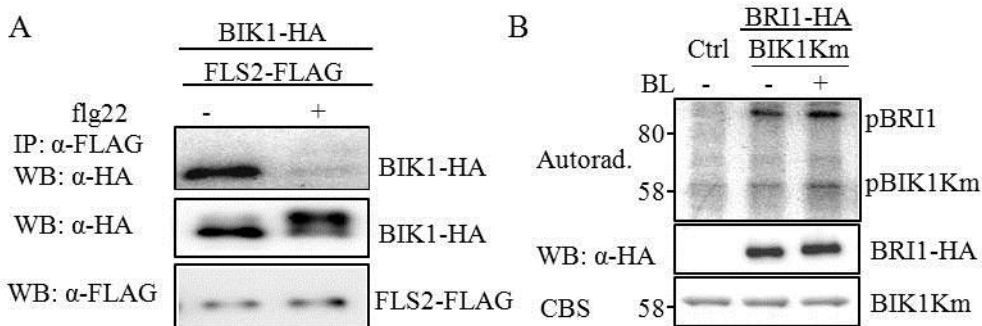 A
BIK1-HA
FLS2-FLAG
flg22 - +
IP: α-FLAG
WB: α-HA
BIK1-HA
WB: α-HA
BIK1-HA
WB: α-FLAG
FLS2-FLAG
B
BRI1-HA
Ctrl BIK1Km
BL - - +
pBRI1
80
Autorad.
58
pBIK1Km
WB: α-HA
BRI1-HA
CBS 58
BIK1Km